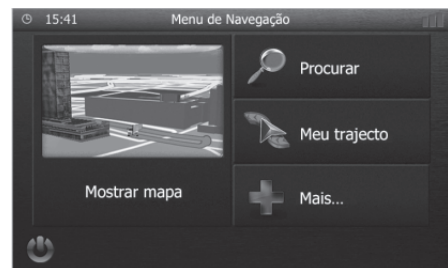 15:41 Menu de Navegação
Procurar
Meu trajecto
Mostrar mapa
Mais...